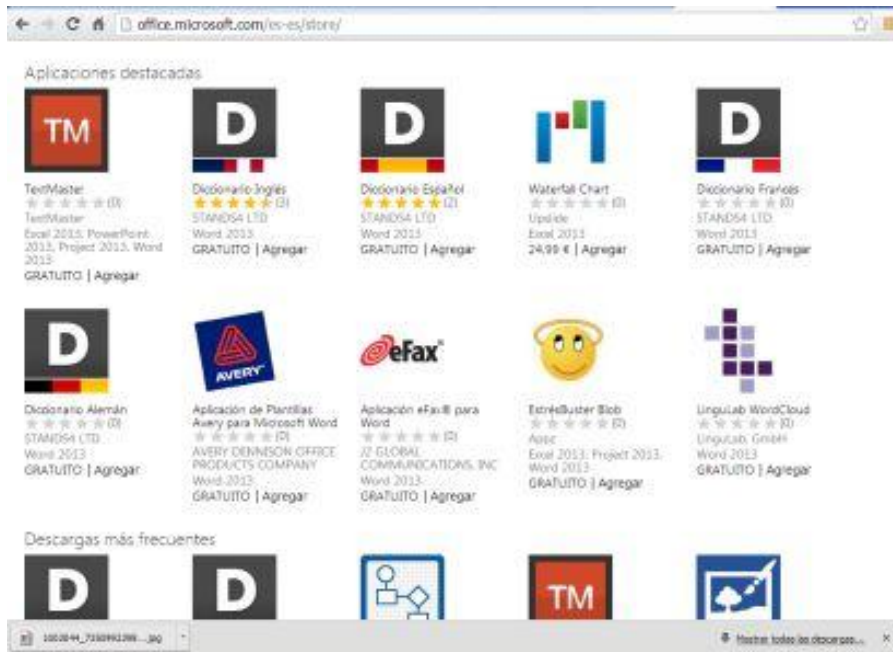 office.microsoft.com/es-es/store/
Aplicaciones destacadas
TM
D
D
D
TextMaster
(0)
TextMaster
Excel 2013, PowerPoint
2013, Project 2013, Word
2013
GRATUITO | Agregar
Diccionario Inglés
(3)
STANDS4 LTD
Word 2013
GRATUITO | Agregar
Diccionario Español
(2)
STANDS4 LTD
Word 2013
GRATUITO | Agregar
Waterfall Chart
(0)
Upslide
Excel 2013
24.99 € | Agregar
Diccionario Francés
(0)
STANDS4 LTD
Word 2013
GRATUITO | Agregar
D
AVERY
eFax
Diccionario Alemán
(0)
STANDS4 LTD
Word 2013
GRATUITO | Agregar
Aplicación de Plantillas
Avery para Microsoft Word
(0)
AVERY DENNISON OFFICE
PRODUCTS COMPANY
Word 2013
GRATUITO | Agregar
Aplicación eFax® para
Word
(0)
J2 GLOBAL
COMMUNICATIONS, INC
Word 2013
GRATUITO | Agregar
EstrésBuster Blob
(0)
Excel 2013, Project 2013,
Word 2013
GRATUITO | Agregar
LinguLab WordCloud
(0)
LinguLab GmbH
Word 2013
GRATUITO | Agregar
Descargas más frecuentes
D
D
TM
Mostrar todas las descargas...